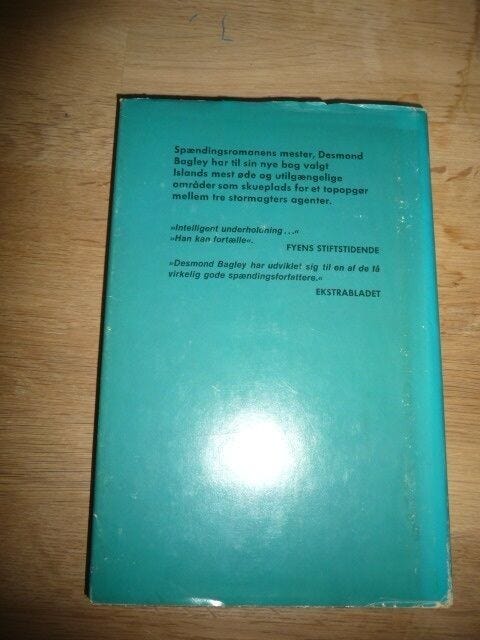 Spændingsromanens mester, Desmond
Bagley har til sin nye bog valgt
Islands mest øde og utilgængelige
områder som skueplads for et topopgør
mellem tre stormagters agenter.
»Intelligent underholdning...«
»Han kan fortælle«.
FYENS STIFTSTIDENDE
»Desmond Bagley har udviklet sig til en af de få
virkelig gode spændingsforfattere.«
EKSTRABLADET